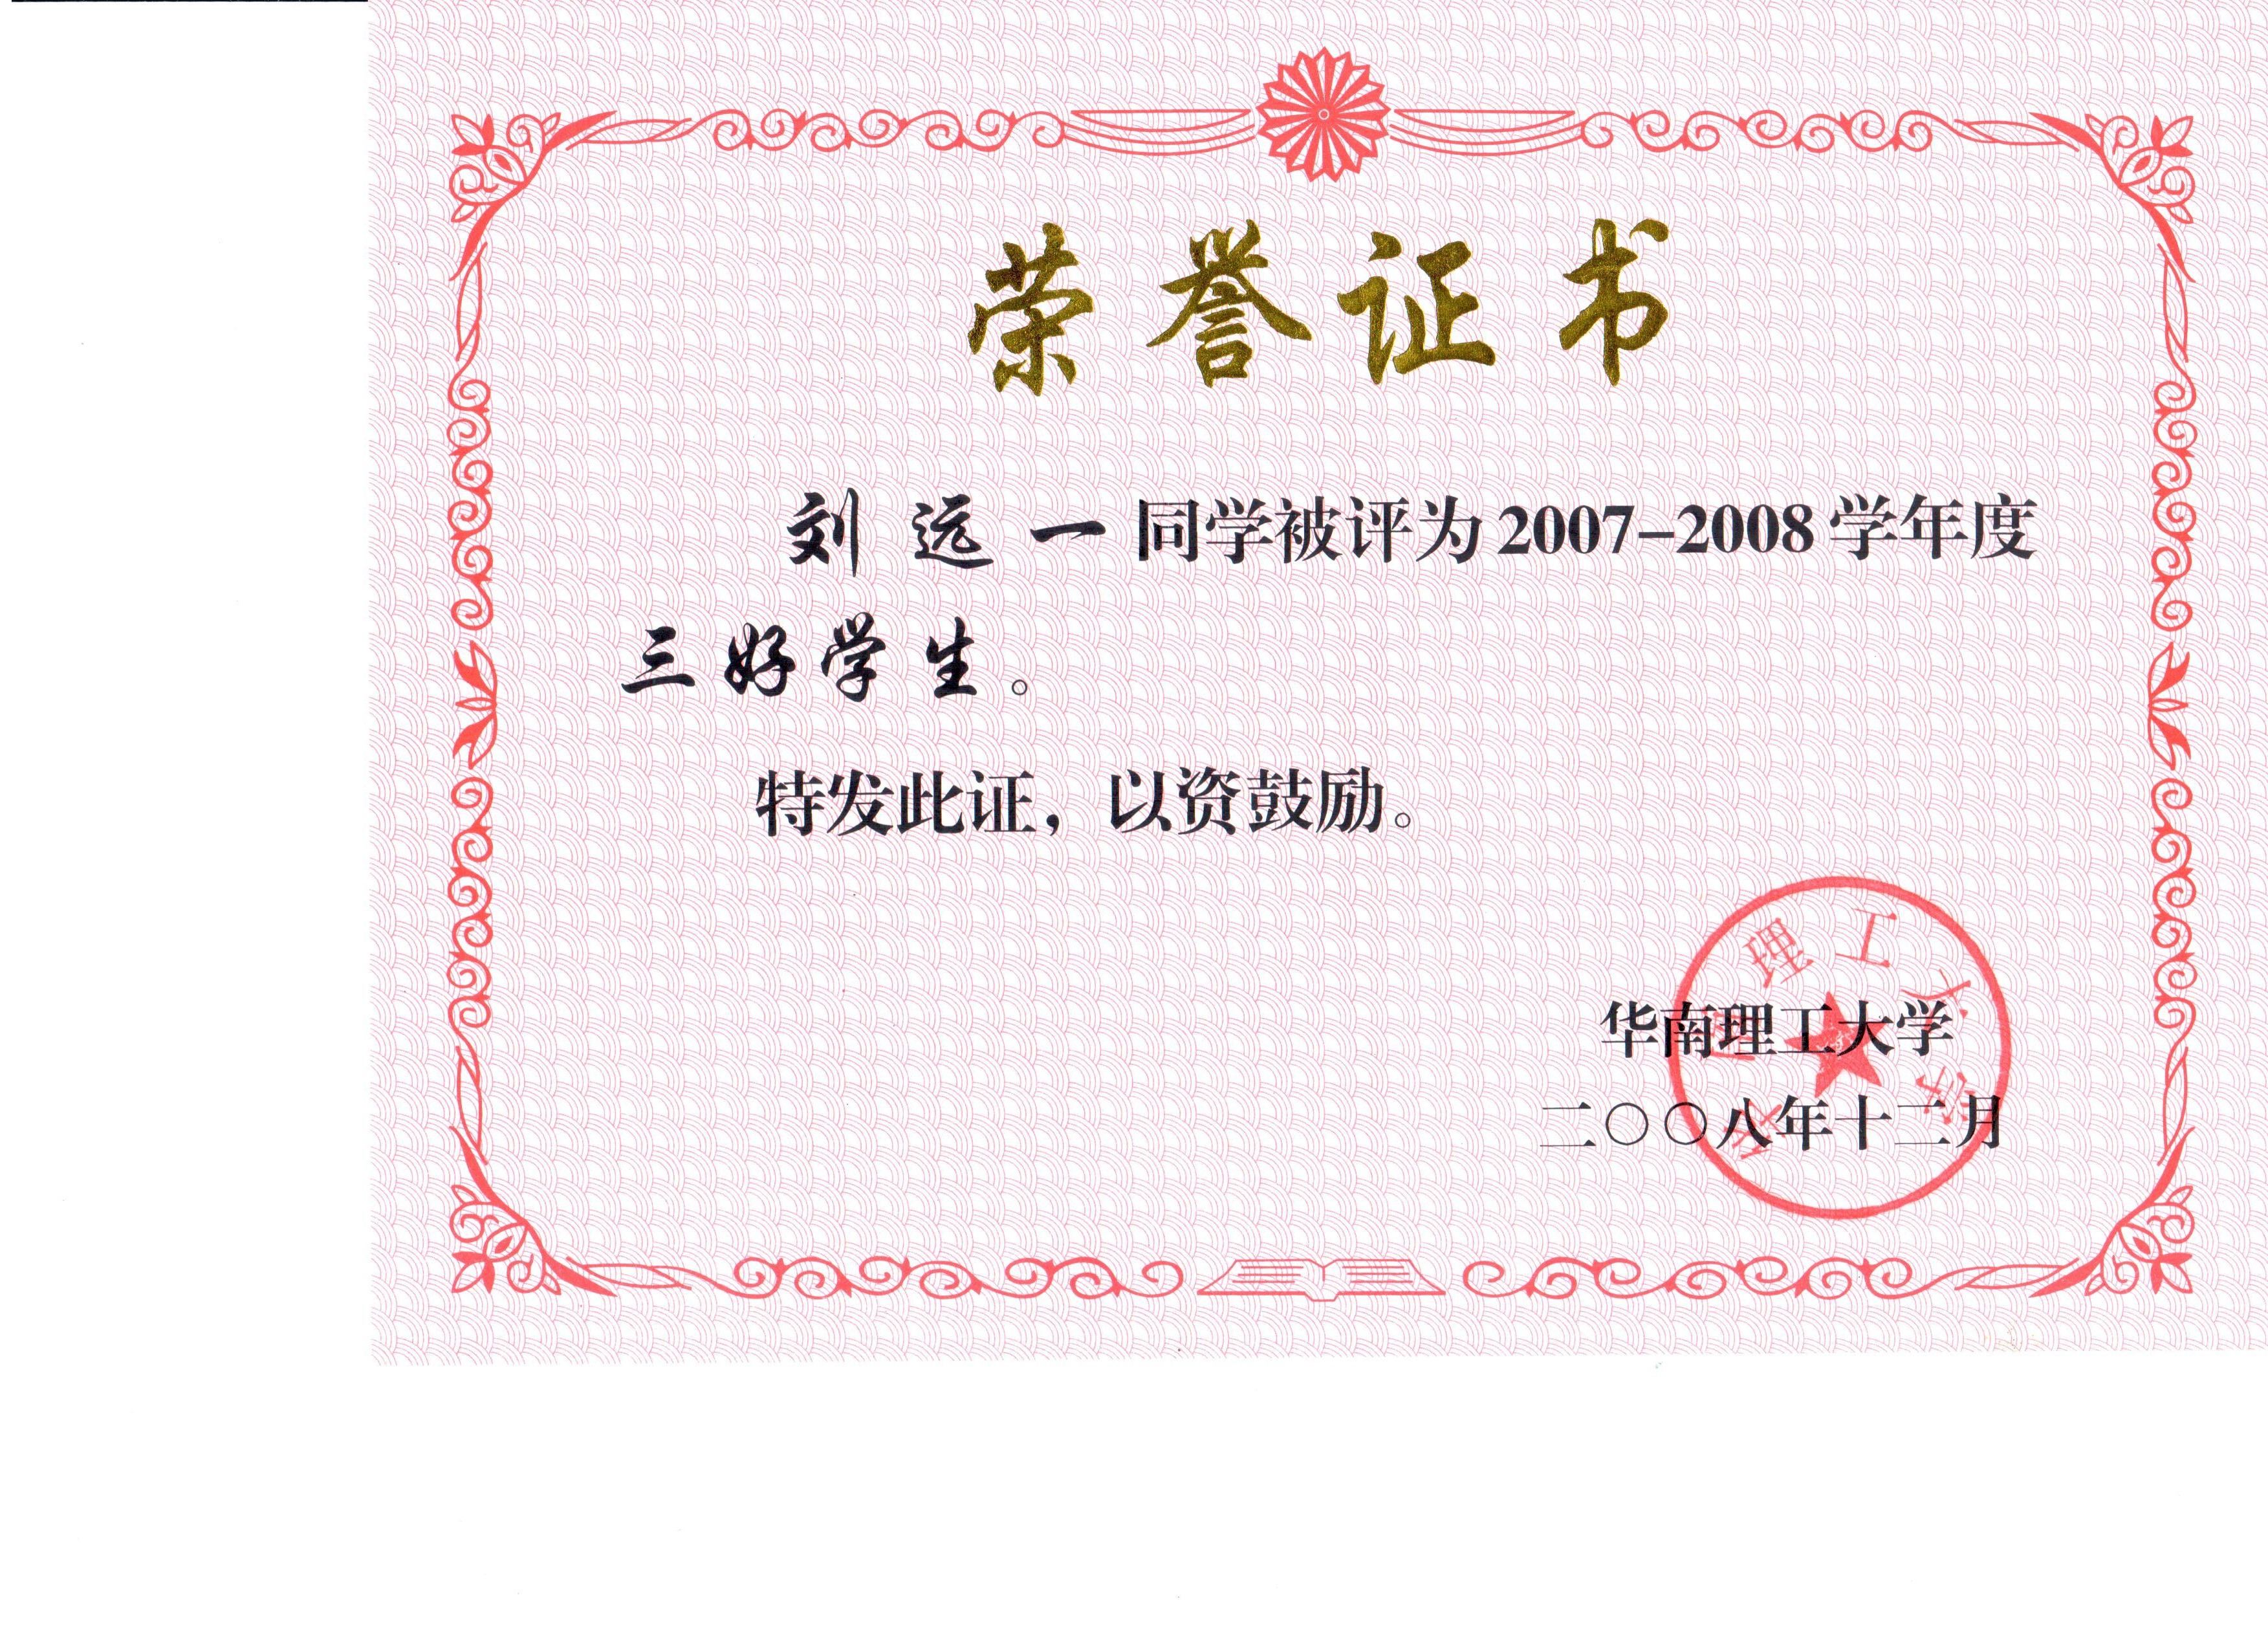 荣誉证书
刘远一同学被评为2007-2008学年度
三好学生。
特发此证，以资鼓励。
华南理工大学
二〇〇八年十二月
华南理工大学